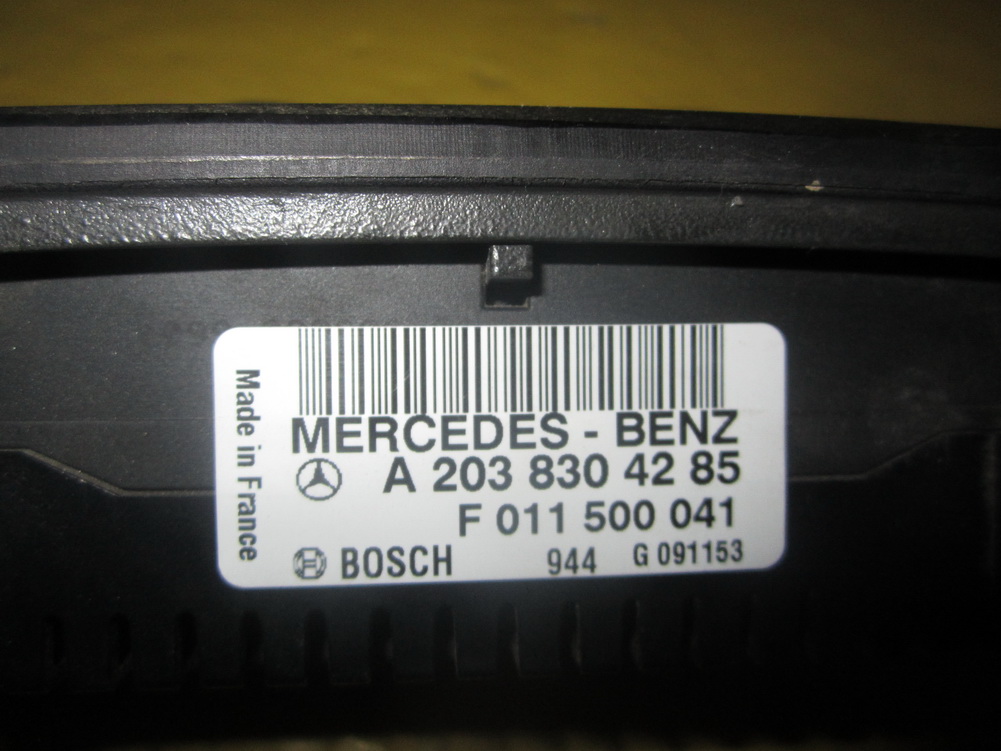 MERCEDES - BENZ
A 203 830 42 85
F 011 500 041
BOSCH 944 G 091153
Made in France